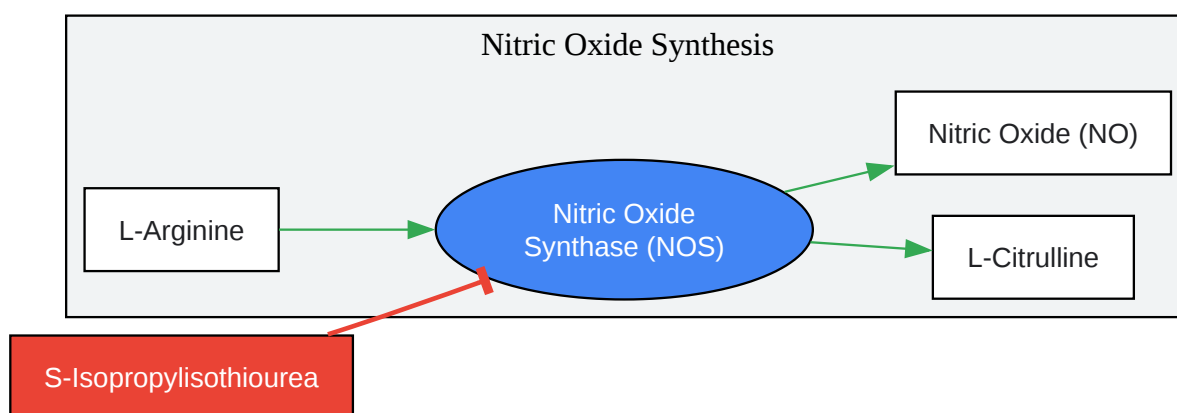 Nitric Oxide Synthesis
Nitric Oxide (NO)
L-Arginine
Nitric Oxide
Synthase (NOS)
L-Citrulline
S-Isopropylisothiourea